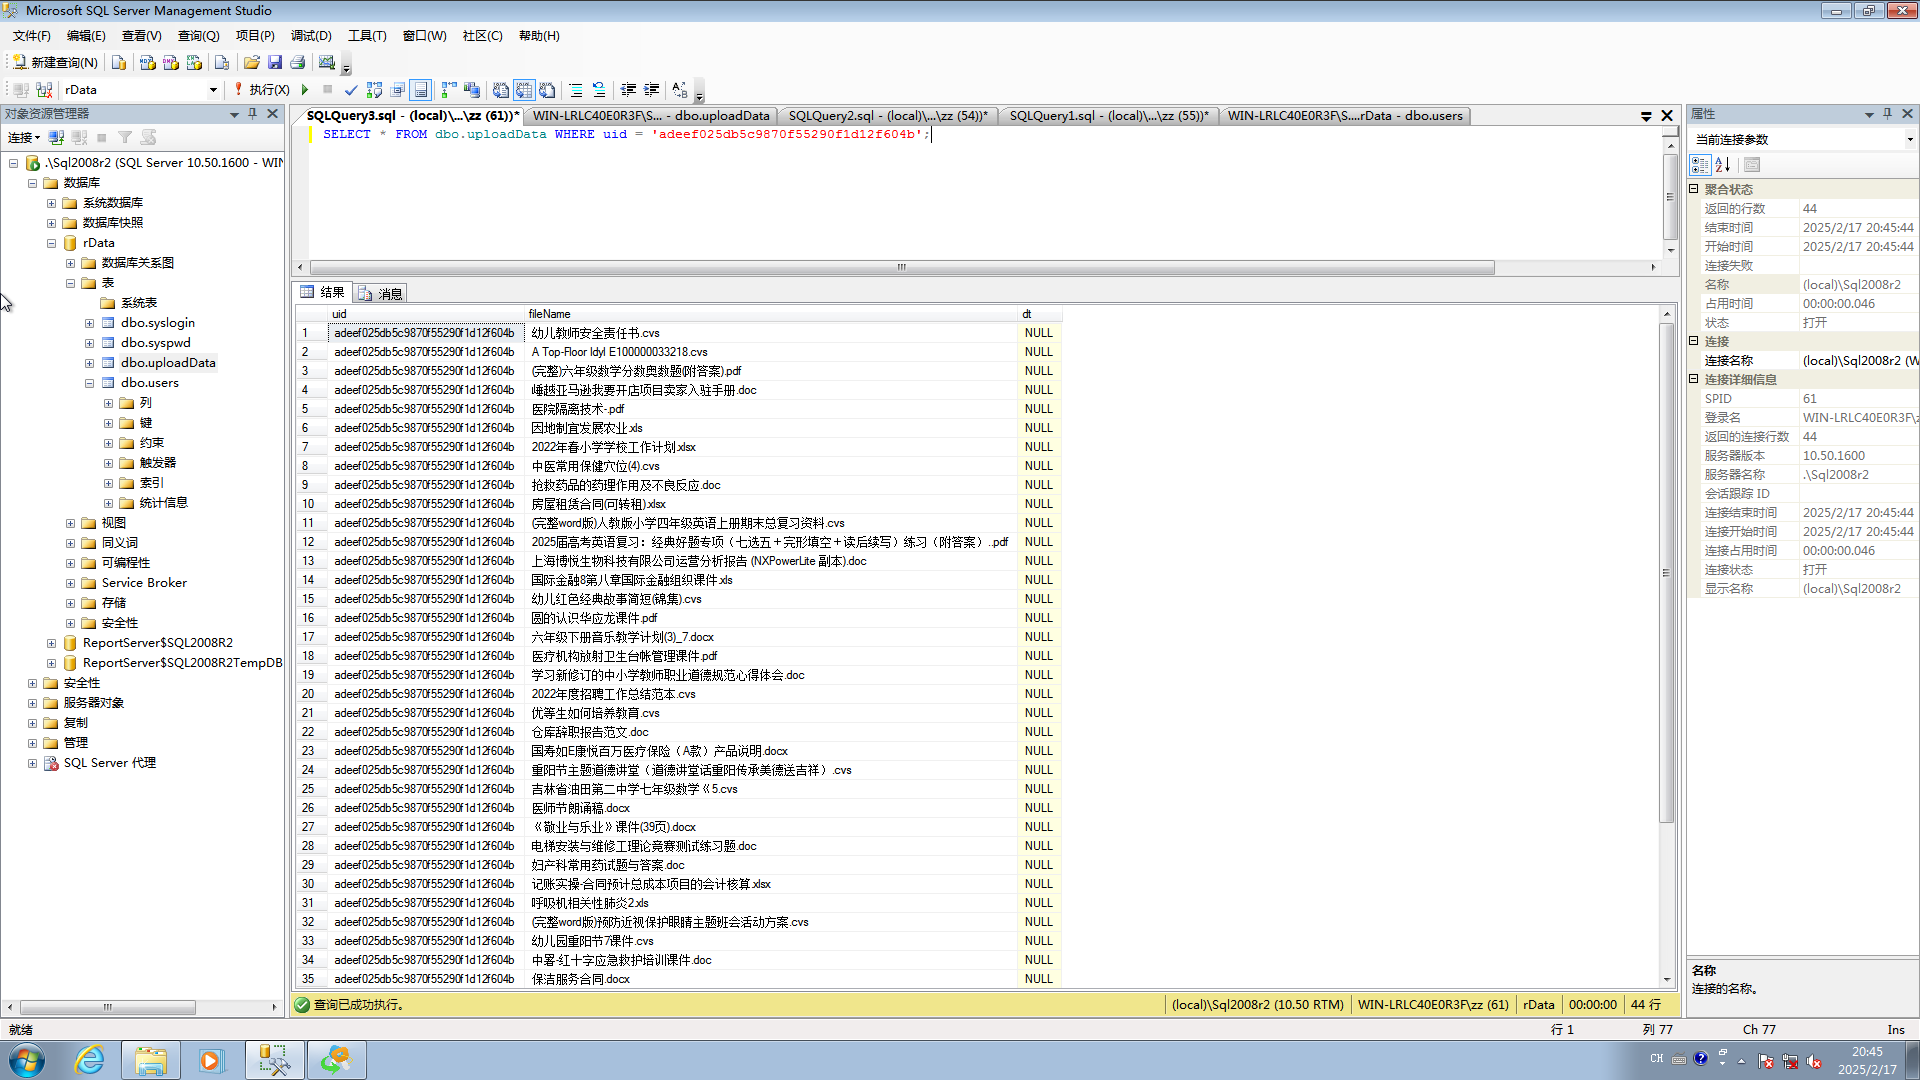 Microsoft SQL Server Management Studio
文件(F) 编辑(E) 查看(V) 查询(Q) 项目(P) 调试(D) 工具(T) 窗口(W) 社区(C) 帮助(H)
新建查询(N)
rData 执行(X)
对象资源管理器
连接
.\Sql2008r2 (SQL Server 10.50.1600 - WIN
数据库
系统数据库
数据库快照
rData
数据库关系图
表
系统表
dbo.syslogin
dbo.syspwd
dbo.uploadData
dbo.users
列
键
约束
触发器
索引
统计信息
视图
同义词
可编程性
Service Broker
存储
安全性
ReportServer$SQL2008R2
ReportServer$SQL2008R2TempDB
安全性
服务器对象
复制
管理
SQL Server 代理
SQLQuery3.sql - (local)\...\zz (61))* WIN-LRLC40E0R3F\S... - dbo.uploadData SQLQuery2.sql - (local)\...\zz (54))* SQLQuery1.sql - (local)\...\zz (55))* WIN-LRLC40E0R3F\S....rData - dbo.users
SELECT * FROM dbo.uploadData WHERE uid = 'adeef025db5c9870f55290f1d12f604b';
结果 消息
uid fileName dt
1 adeef025db5c9870f55290f1d12f604b 幼儿教师安全责任书.cvs NULL
2 adeef025db5c9870f55290f1d12f604b A Top-Floor Idyl E100000033218.cvs NULL
3 adeef025db5c9870f55290f1d12f604b (完整)六年级数学分数奥数题(附答案).pdf NULL
4 adeef025db5c9870f55290f1d12f604b 唾越亚马逊我要开店项目卖家入驻手册.doc NULL
5 adeef025db5c9870f55290f1d12f604b 医院隔离技术-.pdf NULL
6 adeef025db5c9870f55290f1d12f604b 因地制宜发展农业.xls NULL
7 adeef025db5c9870f55290f1d12f604b 2022年春小学学校工作计划.xlsx NULL
8 adeef025db5c9870f55290f1d12f604b 中医常用保健穴位(4).cvs NULL
9 adeef025db5c9870f55290f1d12f604b 抢救药品的药理作用及不良反应.doc NULL
10 adeef025db5c9870f55290f1d12f604b 房屋租赁合同(可转租).xlsx NULL
11 adeef025db5c9870f55290f1d12f604b (完整word版)人教版小学四年级英语上册期末总复习资料.cvs NULL
12 adeef025db5c9870f55290f1d12f604b 2025届高考英语复习：经典好题专项（七选五＋完形填空＋读后续写）练习（附答案）..pdf NULL
13 adeef025db5c9870f55290f1d12f604b 上海博悦生物科技有限公司运营分析报告 (NXPowerLite 副本).doc NULL
14 adeef025db5c9870f55290f1d12f604b 国际金融8第八章国际金融组织课件.xls NULL
15 adeef025db5c9870f55290f1d12f604b 幼儿红色经典故事简短(锦集).cvs NULL
16 adeef025db5c9870f55290f1d12f604b 圆的认识华应龙课件.pdf NULL
17 adeef025db5c9870f55290f1d12f604b 六年级下册音乐教学计划(3)_7.docx NULL
18 adeef025db5c9870f55290f1d12f604b 医疗机构放射卫生台帐管理课件.pdf NULL
19 adeef025db5c9870f55290f1d12f604b 学习新修订的中小学教师职业道德规范心得体会.doc NULL
20 adeef025db5c9870f55290f1d12f604b 2022年度招聘工作总结范本.cvs NULL
21 adeef025db5c9870f55290f1d12f604b 优等生如何培养教育.cvs NULL
22 adeef025db5c9870f55290f1d12f604b 仓库辞职报告范文.doc NULL
23 adeef025db5c9870f55290f1d12f604b 国寿如E康悦百万医疗保险（A款）产品说明.docx NULL
24 adeef025db5c9870f55290f1d12f604b 重阳节主题道德讲堂（道德讲堂话重阳传承美德送吉祥）.cvs NULL
25 adeef025db5c9870f55290f1d12f604b 吉林省油田第二中学七年级数学《5.cvs NULL
26 adeef025db5c9870f55290f1d12f604b 医师节朗诵稿.docx NULL
27 adeef025db5c9870f55290f1d12f604b 《敬业与乐业》课件(39页).docx NULL
28 adeef025db5c9870f55290f1d12f604b 电梯安装与维修工理论竞赛测试练习题.doc NULL
29 adeef025db5c9870f55290f1d12f604b 妇产科常用药试题与答案.doc NULL
30 adeef025db5c9870f55290f1d12f604b 记账实操-合同预计总成本项目的会计核算.xlsx NULL
31 adeef025db5c9870f55290f1d12f604b 呼吸机相关性肺炎2.xls NULL
32 adeef025db5c9870f55290f1d12f604b (完整word版)预防近视保护眼睛主题班会活动方案.cvs NULL
33 adeef025db5c9870f55290f1d12f604b 幼儿园重阳节7课件.cvs NULL
34 adeef025db5c9870f55290f1d12f604b 中署-红十字应急救护培训课件.doc NULL
35 adeef025db5c9870f55290f1d12f604b 保洁服务合同.docx NULL
查询已成功执行。 (local)\Sql2008r2 (10.50 RTM) WIN-LRLC40E0R3F\zz (61) rData 00:00:00 44 行
属性
当前连接参数
聚合状态
返回的行数 44
结束时间 2025/2/17 20:45:44
开始时间 2025/2/17 20:45:44
连接失败
名称 (local)\Sql2008r2
占用时间 00:00:00.046
状态 打开
连接
连接名称 (local)\Sql2008r2 (W
连接详细信息
SPID 61
登录名 WIN-LRLC40E0R3F\z
返回的连接行数 44
服务器版本 10.50.1600
服务器名称 .\Sql2008r2
会话跟踪 ID
连接结束时间 2025/2/17 20:45:44
连接开始时间 2025/2/17 20:45:44
连接占用时间 00:00:00.046
连接状态 打开
显示名称 (local)\Sql2008r2
名称
连接的名称。
就绪 行 1 列 77 Ch 77 Ins
CH 20:45
2025/2/17